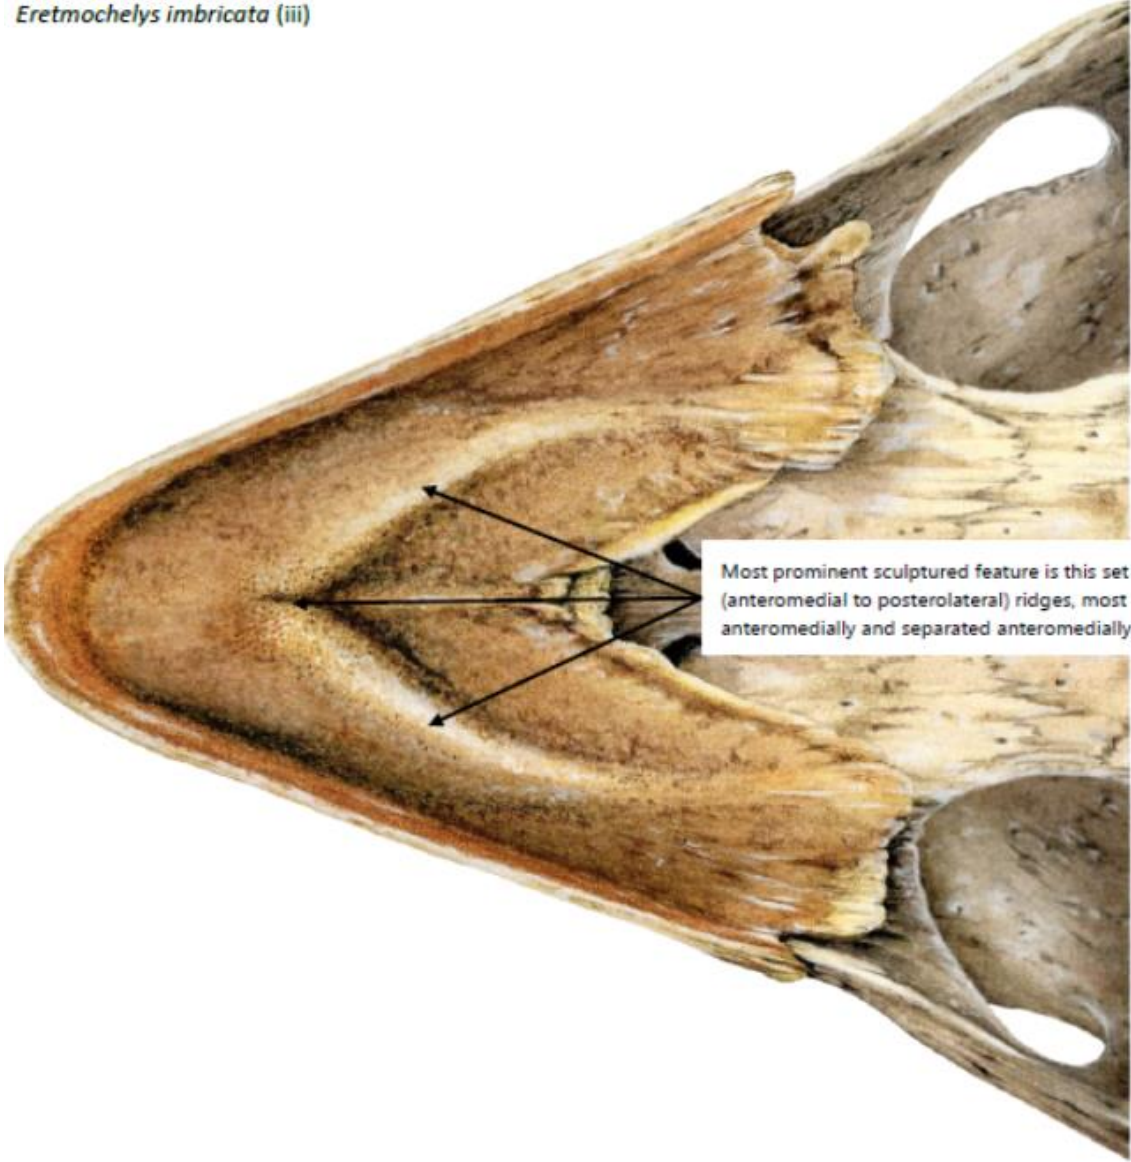 Eretmochelys imbricata (iii)
Most prominent sculptured feature is this set
(anteromedial to posterolateral) ridges, most
anteromedially and separated anteromedially